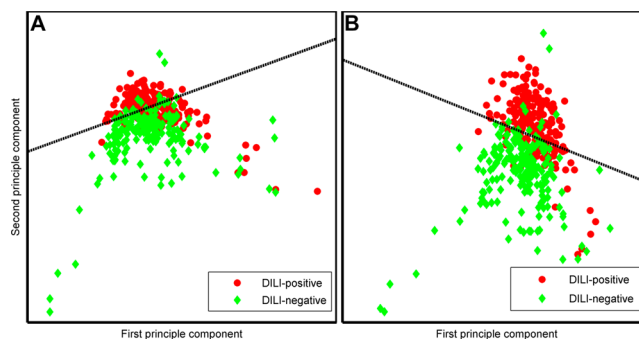 A
B
Second principle component
DILI-positive
DILI-negative
DILI-positive
DILI-negative
First principle component
First principle component